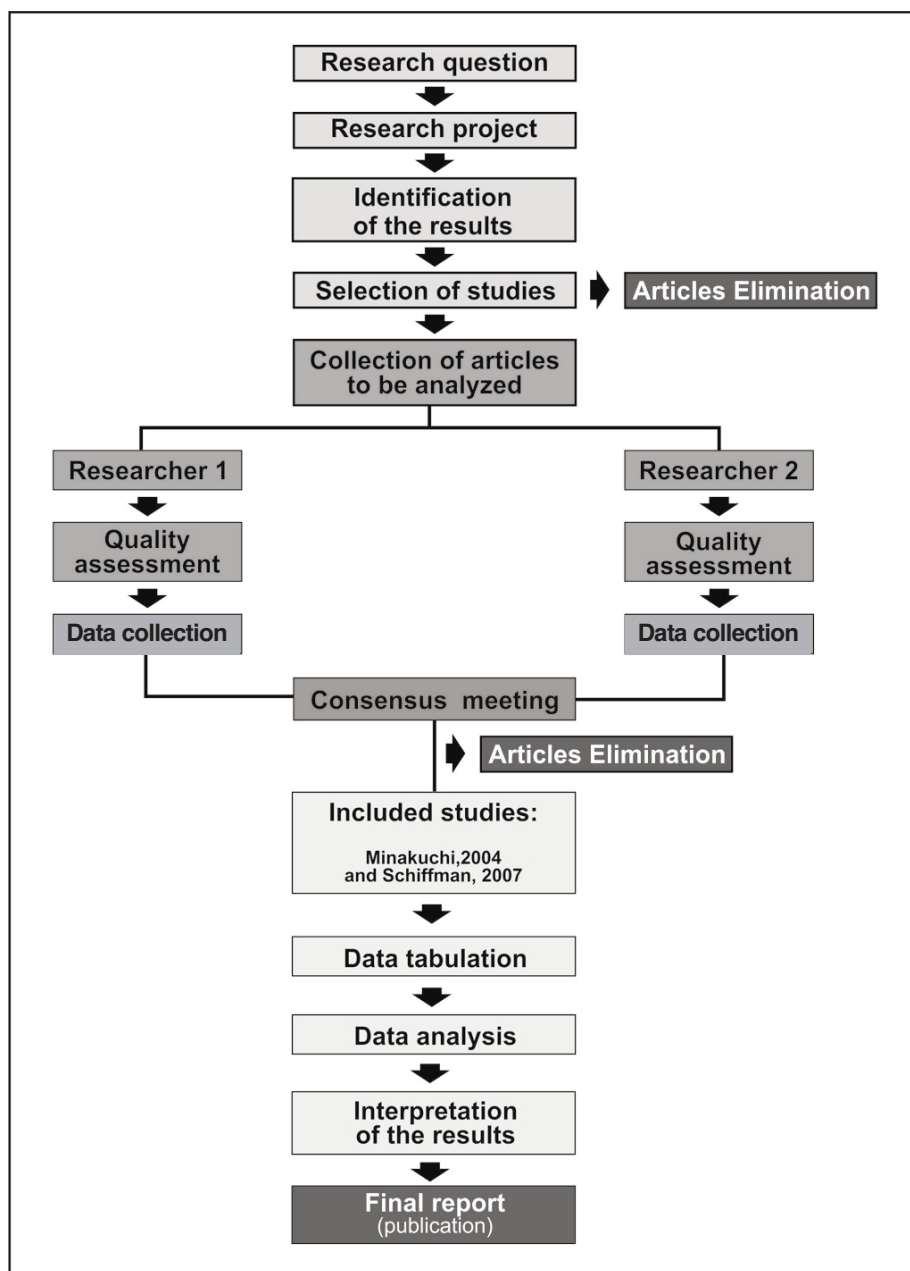 Research question
Research project
Identification
of the results
Selection of studies
Articles Elimination
Collection of articles
to be analyzed
Researcher 1
Researcher 2
Quality
assessment
Quality
assessment
Data collection
Data collection
Consensus meeting
Articles Elimination
Included studies:
Minakuchi,2004
and Schiffman, 2007
Data tabulation
Data analysis
Interpretation
of the results
Final report
(publication)